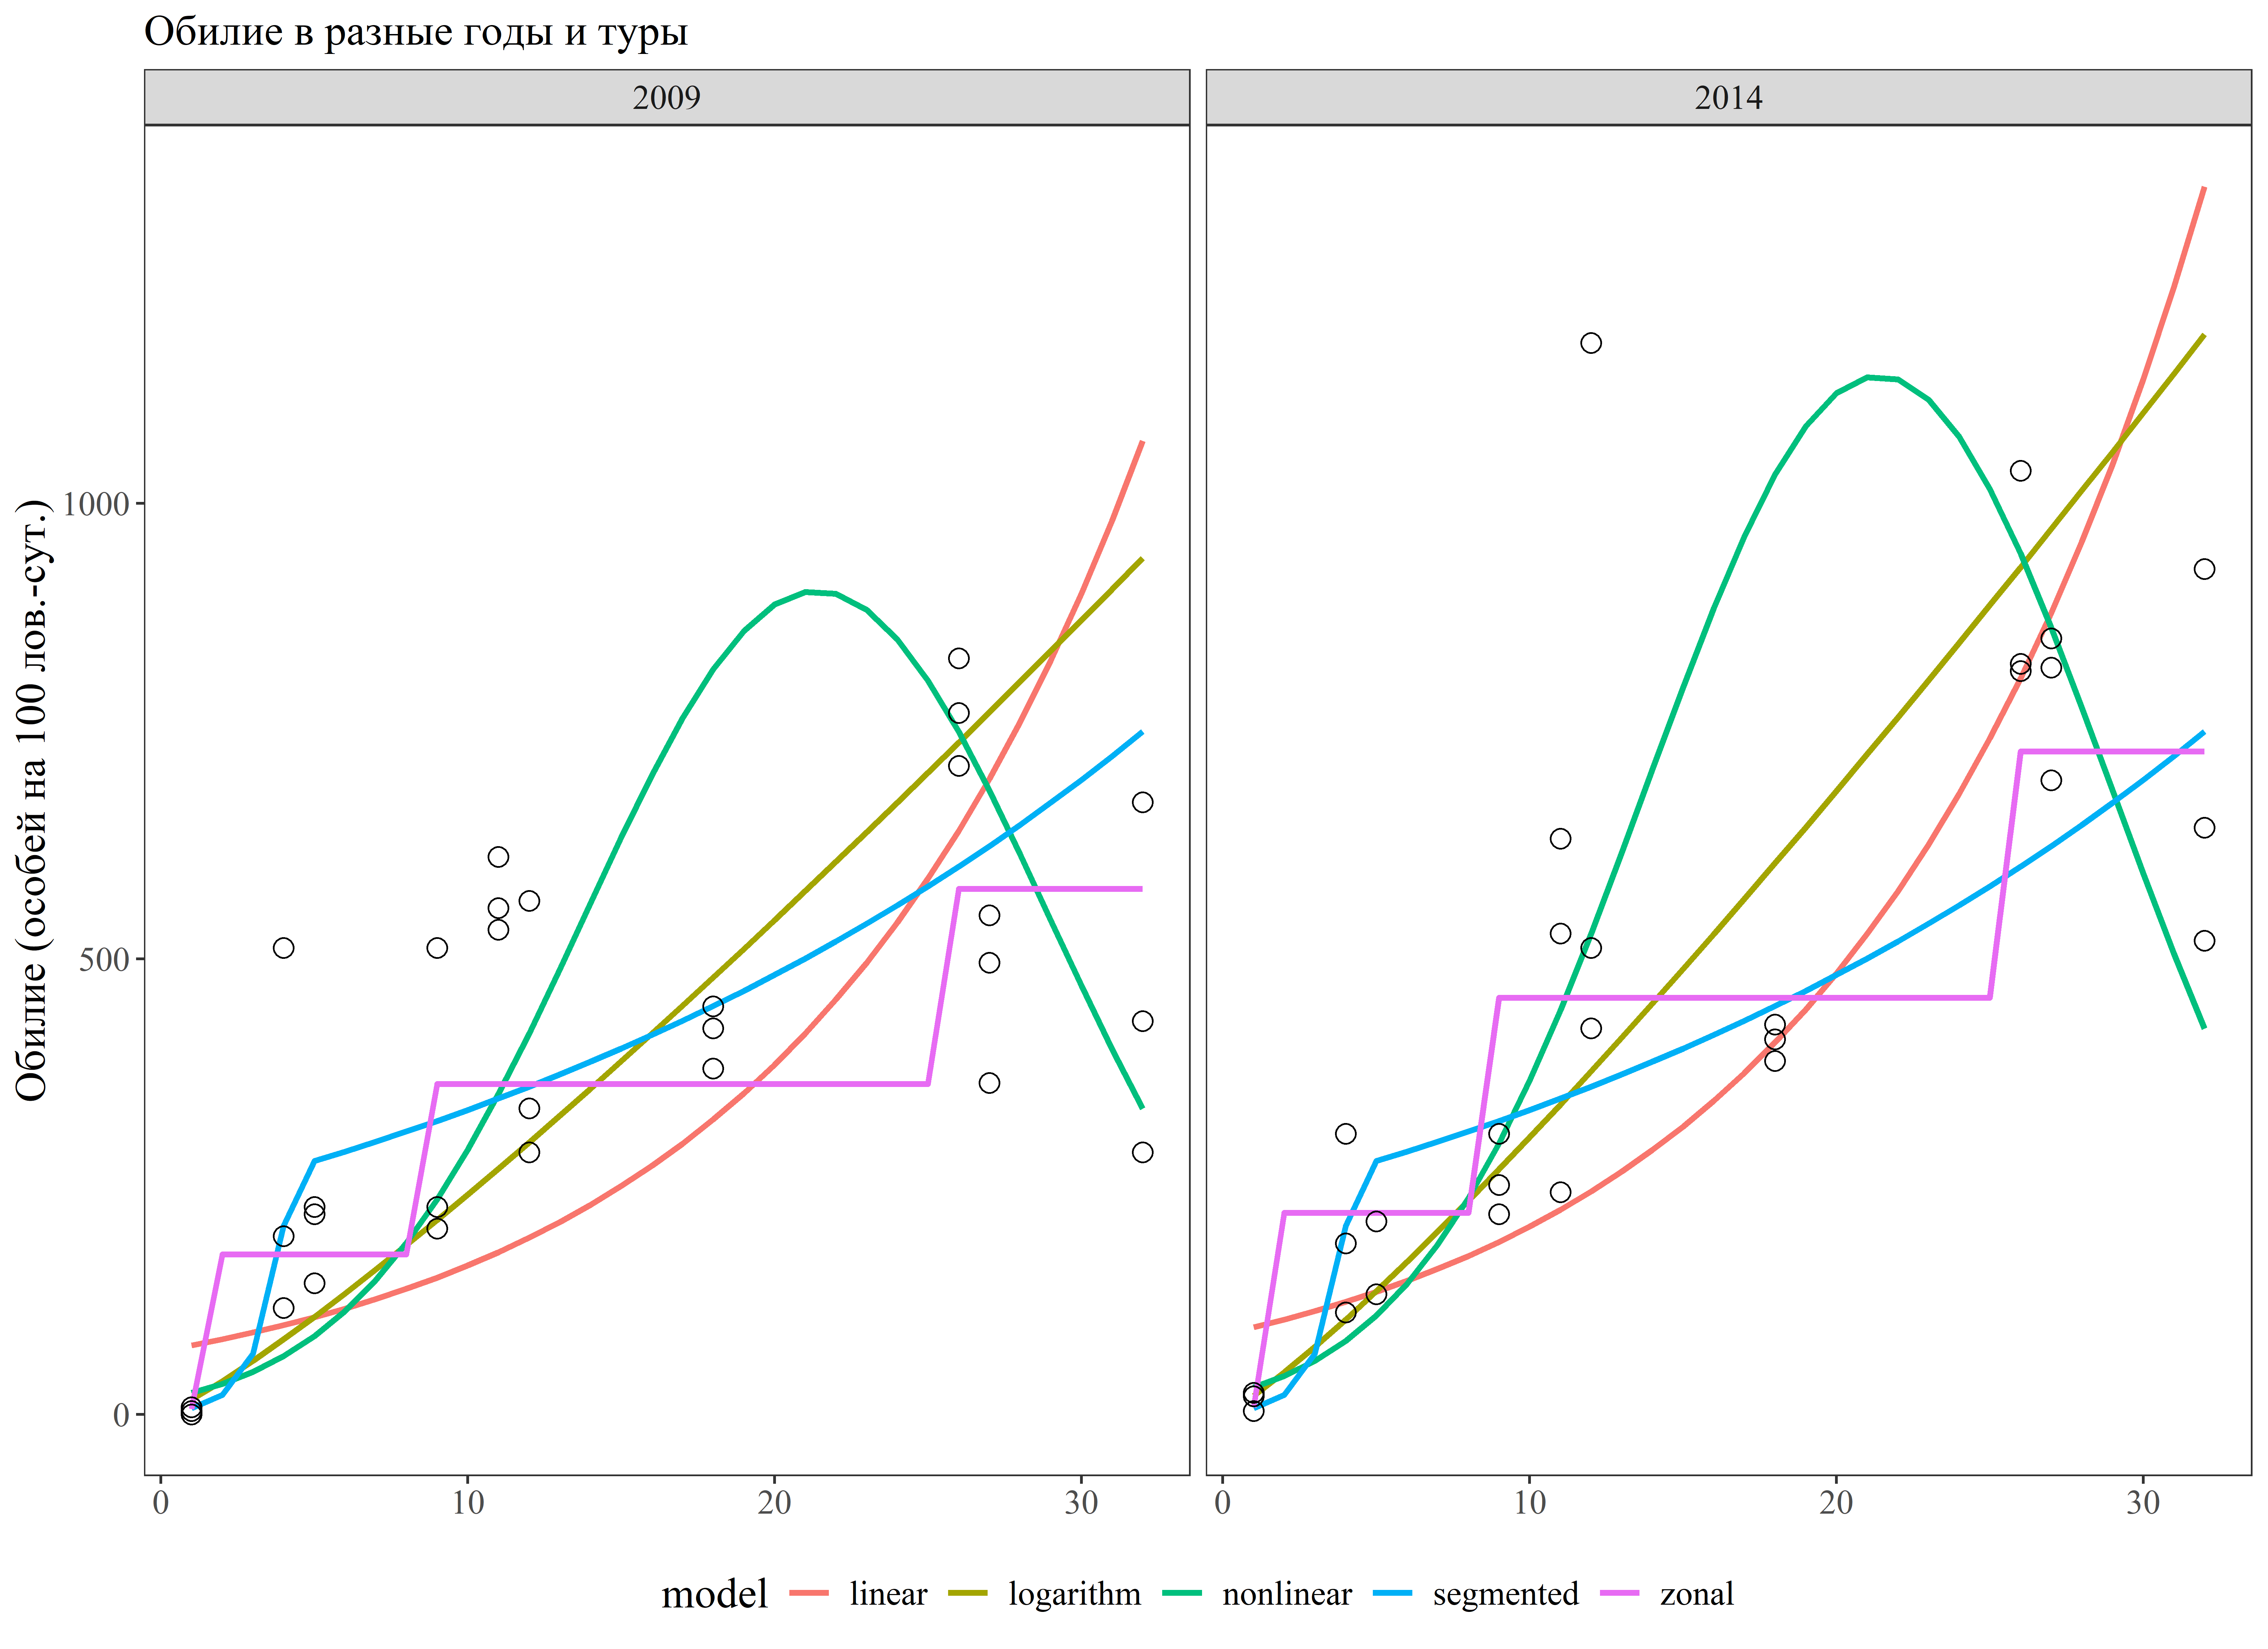 Обилие в разные годы и туры
2009
2014
Обилие (особей на 100 лов.-сут.)
1000
500
0
0 10 20 30
0 10 20 30
model linear logarithm nonlinear segmented zonal